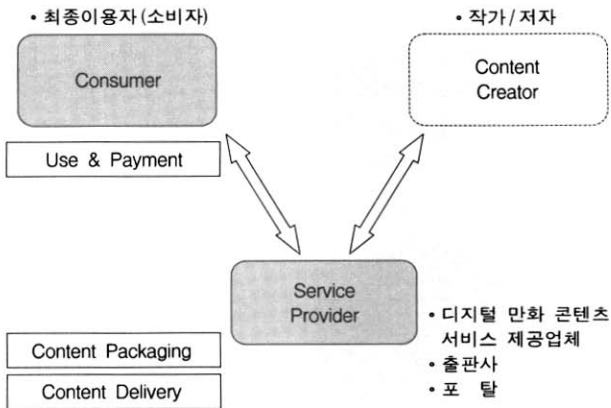 • 최종이용자(소비자)
Consumer
Use & Payment
• 작가/저자
Content
Creator
Service
Provider
• 디지털 만화 콘텐츠
서비스 제공업체
• 출판사
• 포 탈
Content Packaging
Content Delivery